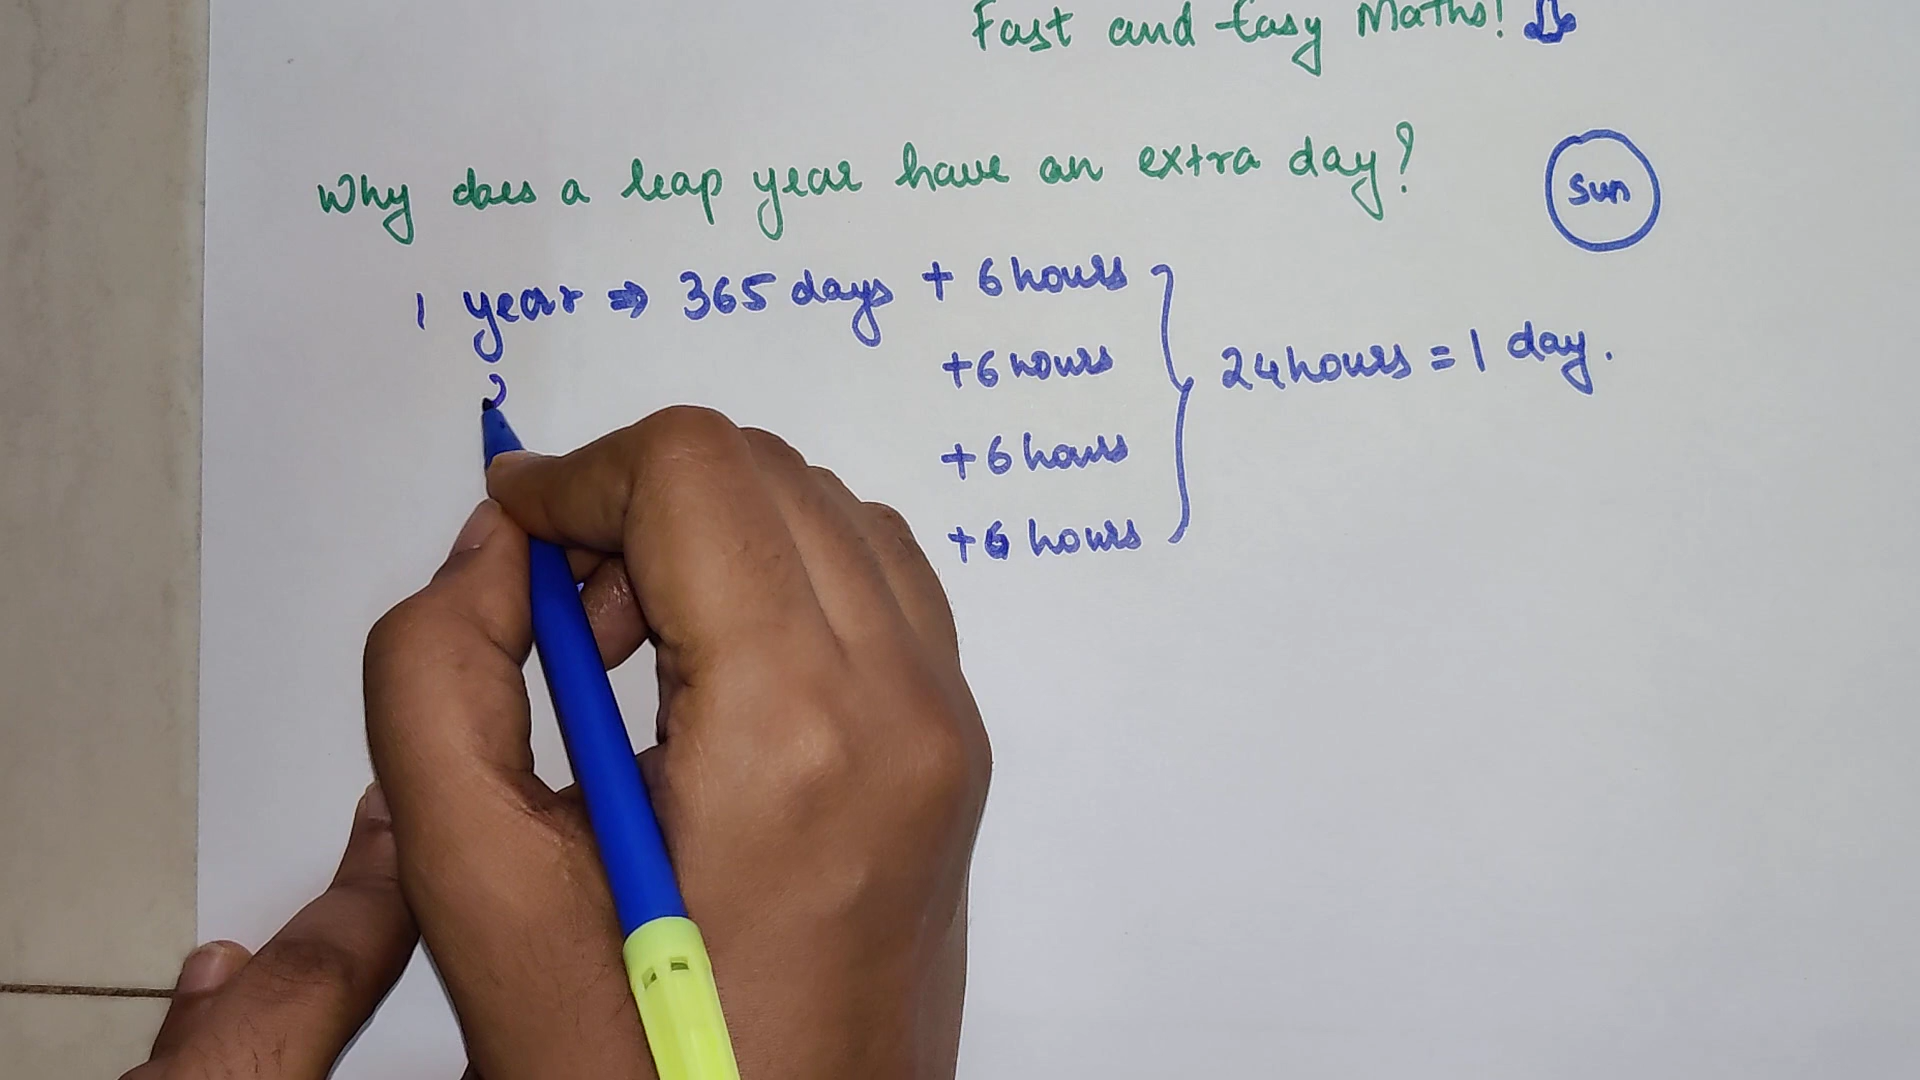 Fast and Easy Maths!
Why does a leap year have an extra day?
Sun
1 year ⇒ 365 days + 6 hours
+6 hours
24 hours = 1 day.
+6 hours
+6 hours
2